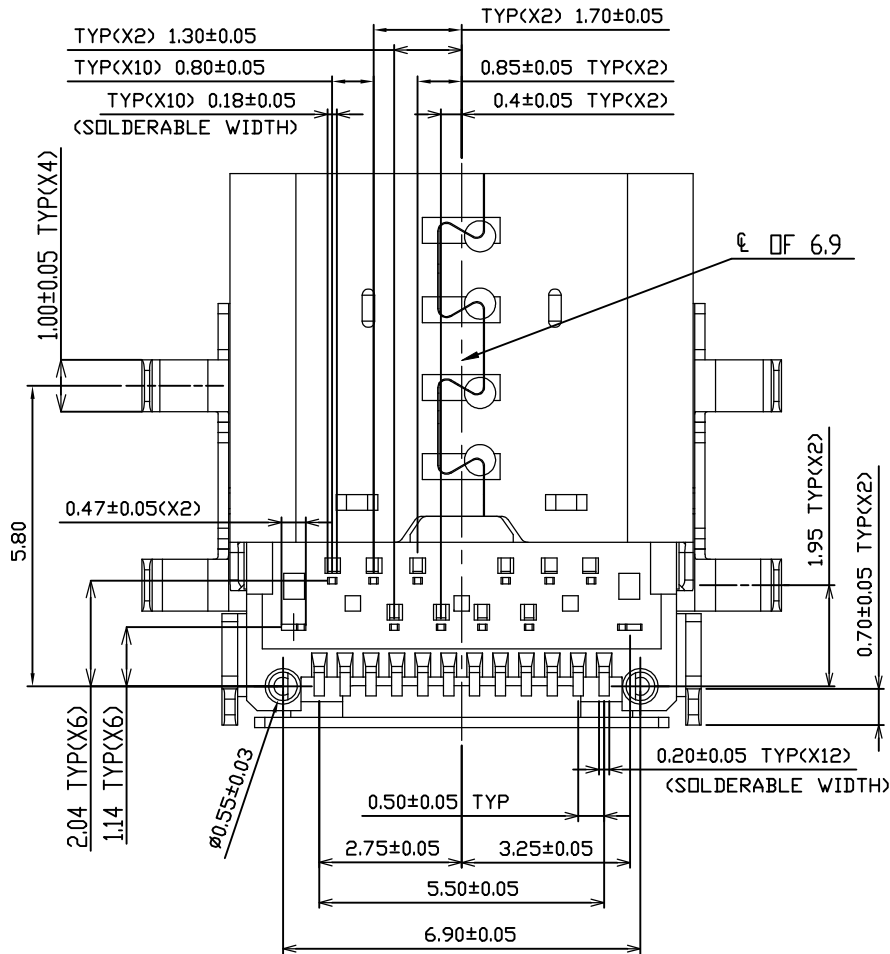 TYP(X2) 1.70±0.05
TYP(X2) 1.30±0.05
TYP(X10) 0.80±0.05
0.85±0.05 TYP(X2)
TYP(X10) 0.18±0.05
(SOLDERABLE WIDTH)
0.4±0.05 TYP(X2)
1.00±0.05 TYP(X4)
℄ OF 6.9
5.80
0.47±0.05(X2)
1.95 TYP(X2)
0.70±0.05 TYP(X2)
2.04 TYP(X6)
1.14 TYP(X6)
ø0.55±0.03
0.20±0.05 TYP(X12)
(SOLDERABLE WIDTH)
0.50±0.05 TYP
2.75±0.05
3.25±0.05
5.50±0.05
6.90±0.05